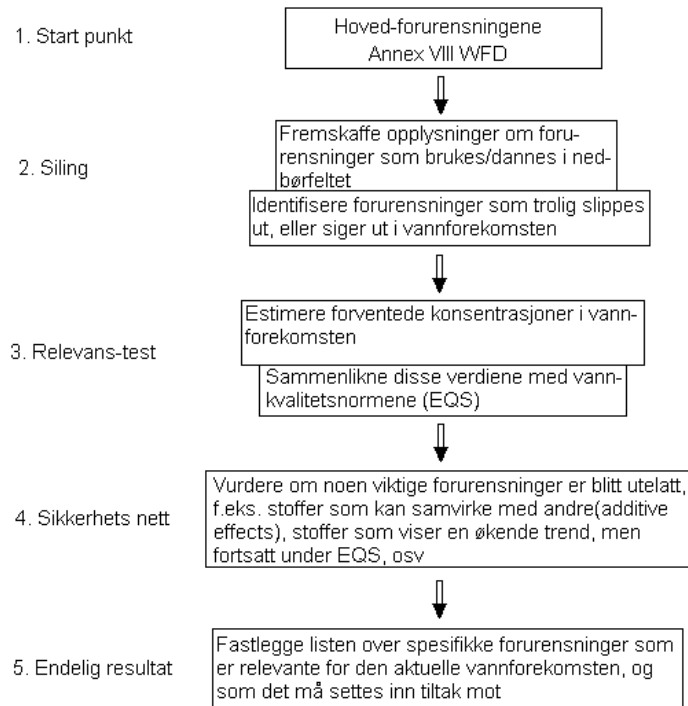 1. Start punkt
Hoved-forurensningene
Annex VIII WFD
2. Siling
Fremskaffe opplysninger om foru-
rensninger som brukes/dannes i ned-
børfeltet
Identifisere forurensninger som trolig slippes
ut, eller siger ut i vannforekomsten
3. Relevans-test
Estimere forventede konsentrasjoner i vann-
forekomsten
Sammenlikne disse verdiene med vann-
kvalitetsnormene (EQS)
4. Sikkerhets nett
Vurdere om noen viktige forurensninger er blitt utelatt,
f.eks. stoffer som kan samvirke med andre(additive
effects), stoffer som viser en økende trend, men
fortsatt under EQS, osv
5. Endelig resultat
Fastlegge listen over spesifikke forurensninger som
er relevante for den aktuelle vannforekomsten, og
som det må settes inn tiltak mot